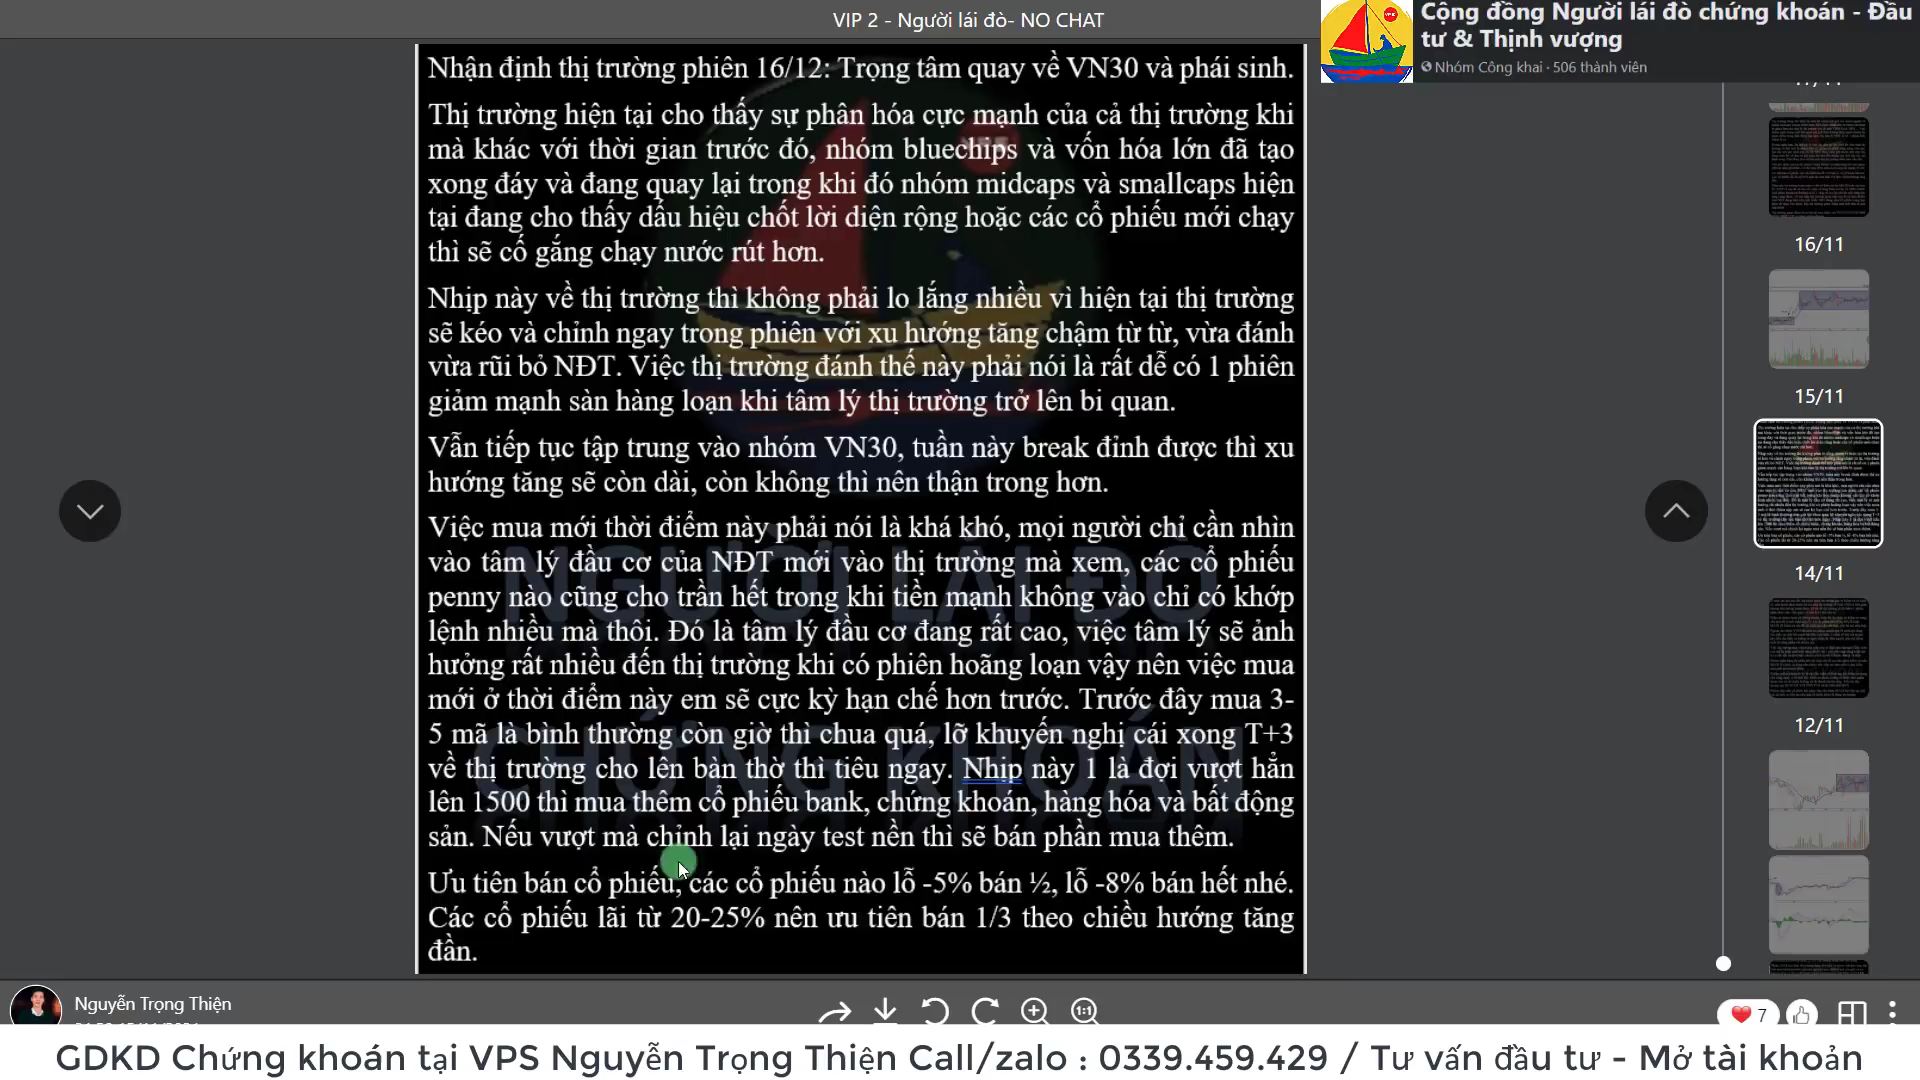 VIP 2 - Người lái đò- NO CHAT
Cộng đồng Người lái đò chứng khoán - Đầu
tư & Thịnh vượng
Nhóm Công khai · 506 thành viên
Nhận định thị trường phiên 16/12: Trọng tâm quay về VN30 và phái sinh.
Thị trường hiện tại cho thấy sự phân hóa cực mạnh của cả thị trường khi
mà khác với thời gian trước đó, nhóm bluechips và vốn hóa lớn đã tạo
xong đáy và đang quay lại trong khi đó nhóm midcaps và smallcaps hiện
tại đang cho thấy dấu hiệu chốt lời diện rộng hoặc các cổ phiếu mới chạy
thì sẽ cố gắng chạy nước rút hơn.
Nhịp này về thị trường thì không phải lo lắng nhiều vì hiện tại thị trường
sẽ kéo và chỉnh ngay trong phiên với xu hướng tăng chậm từ từ, vừa đánh
vừa rũi bỏ NĐT. Việc thị trường đánh thế này phải nói là rất dễ có 1 phiên
giảm mạnh sàn hàng loạn khi tâm lý thị trường trở lên bi quan.
Vẫn tiếp tục tập trung vào nhóm VN30, tuần này break đỉnh được thì xu
hướng tăng sẽ còn dài, còn không thì nên thận trong hơn.
Việc mua mới thời điểm này phải nói là khá khó, mọi người chỉ cần nhìn
vào tâm lý đầu cơ của NĐT mới vào thị trường mà xem, các cổ phiếu
penny nào cũng cho trần hết trong khi tiền mạnh không vào chỉ có khớp
lệnh nhiều mà thôi. Đó là tâm lý đầu cơ đang rất cao, việc tâm lý sẽ ảnh
hưởng rất nhiều đến thị trường khi có phiên hoãng loạn vậy nên việc mua
mới ở thời điểm này em sẽ cực kỳ hạn chế hơn trước. Trước đây mua 3-
5 mã là bình thường còn giờ thì chua quá, lỡ khuyến nghị cái xong T+3
về thị trường cho lên bàn thờ thì tiêu ngay. Nhịp này 1 là đợi vượt hẳn
lên 1500 thì mua thêm cổ phiếu bank, chứng khoán, hàng hóa và bất động
sản. Nếu vượt mà chỉnh lại ngày test nền thì sẽ bán phần mua thêm.
Ưu tiên bán cổ phiếu, các cổ phiếu nào lỗ -5% bán ½, lỗ -8% bán hết nhé.
Các cổ phiếu lãi từ 20-25% nên ưu tiên bán 1/3 theo chiều hướng tăng
dần.
NGƯỜI LÁI ĐÒ
CHỨNG KHOÁN
16/11
15/11
14/11
12/11
Nguyễn Trọng Thiện
1:1
7
GDKD Chứng khoán tại VPS Nguyễn Trọng Thiện Call/zalo : 0339.459.429 / Tư vấn đầu tư - Mở tài khoản